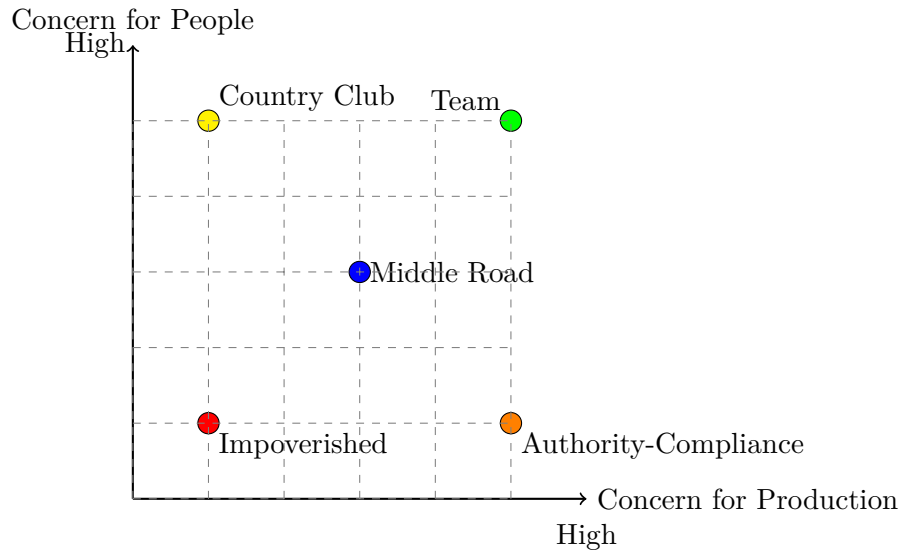 Concern for People
High
Country Club
Team
Middle Road
Impoverished
Authority-Compliance
Concern for Production
High